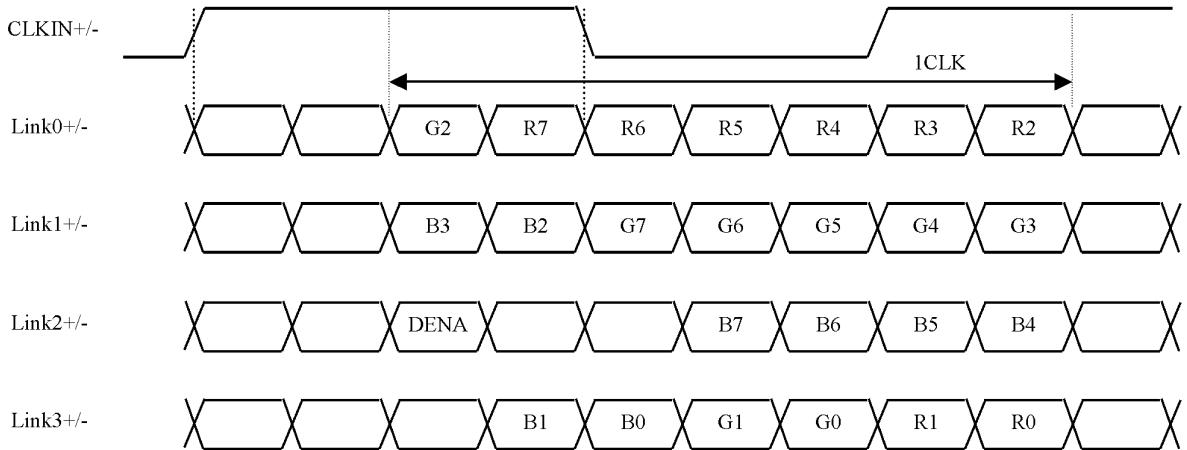 CLKIN+/-
1CLK
Link0+/- G2 R7 R6 R5 R4 R3 R2
Link1+/- B3 B2 G7 G6 G5 G4 G3
Link2+/- DENA B7 B6 B5 B4
Link3+/- B1 B0 G1 G0 R1 R0